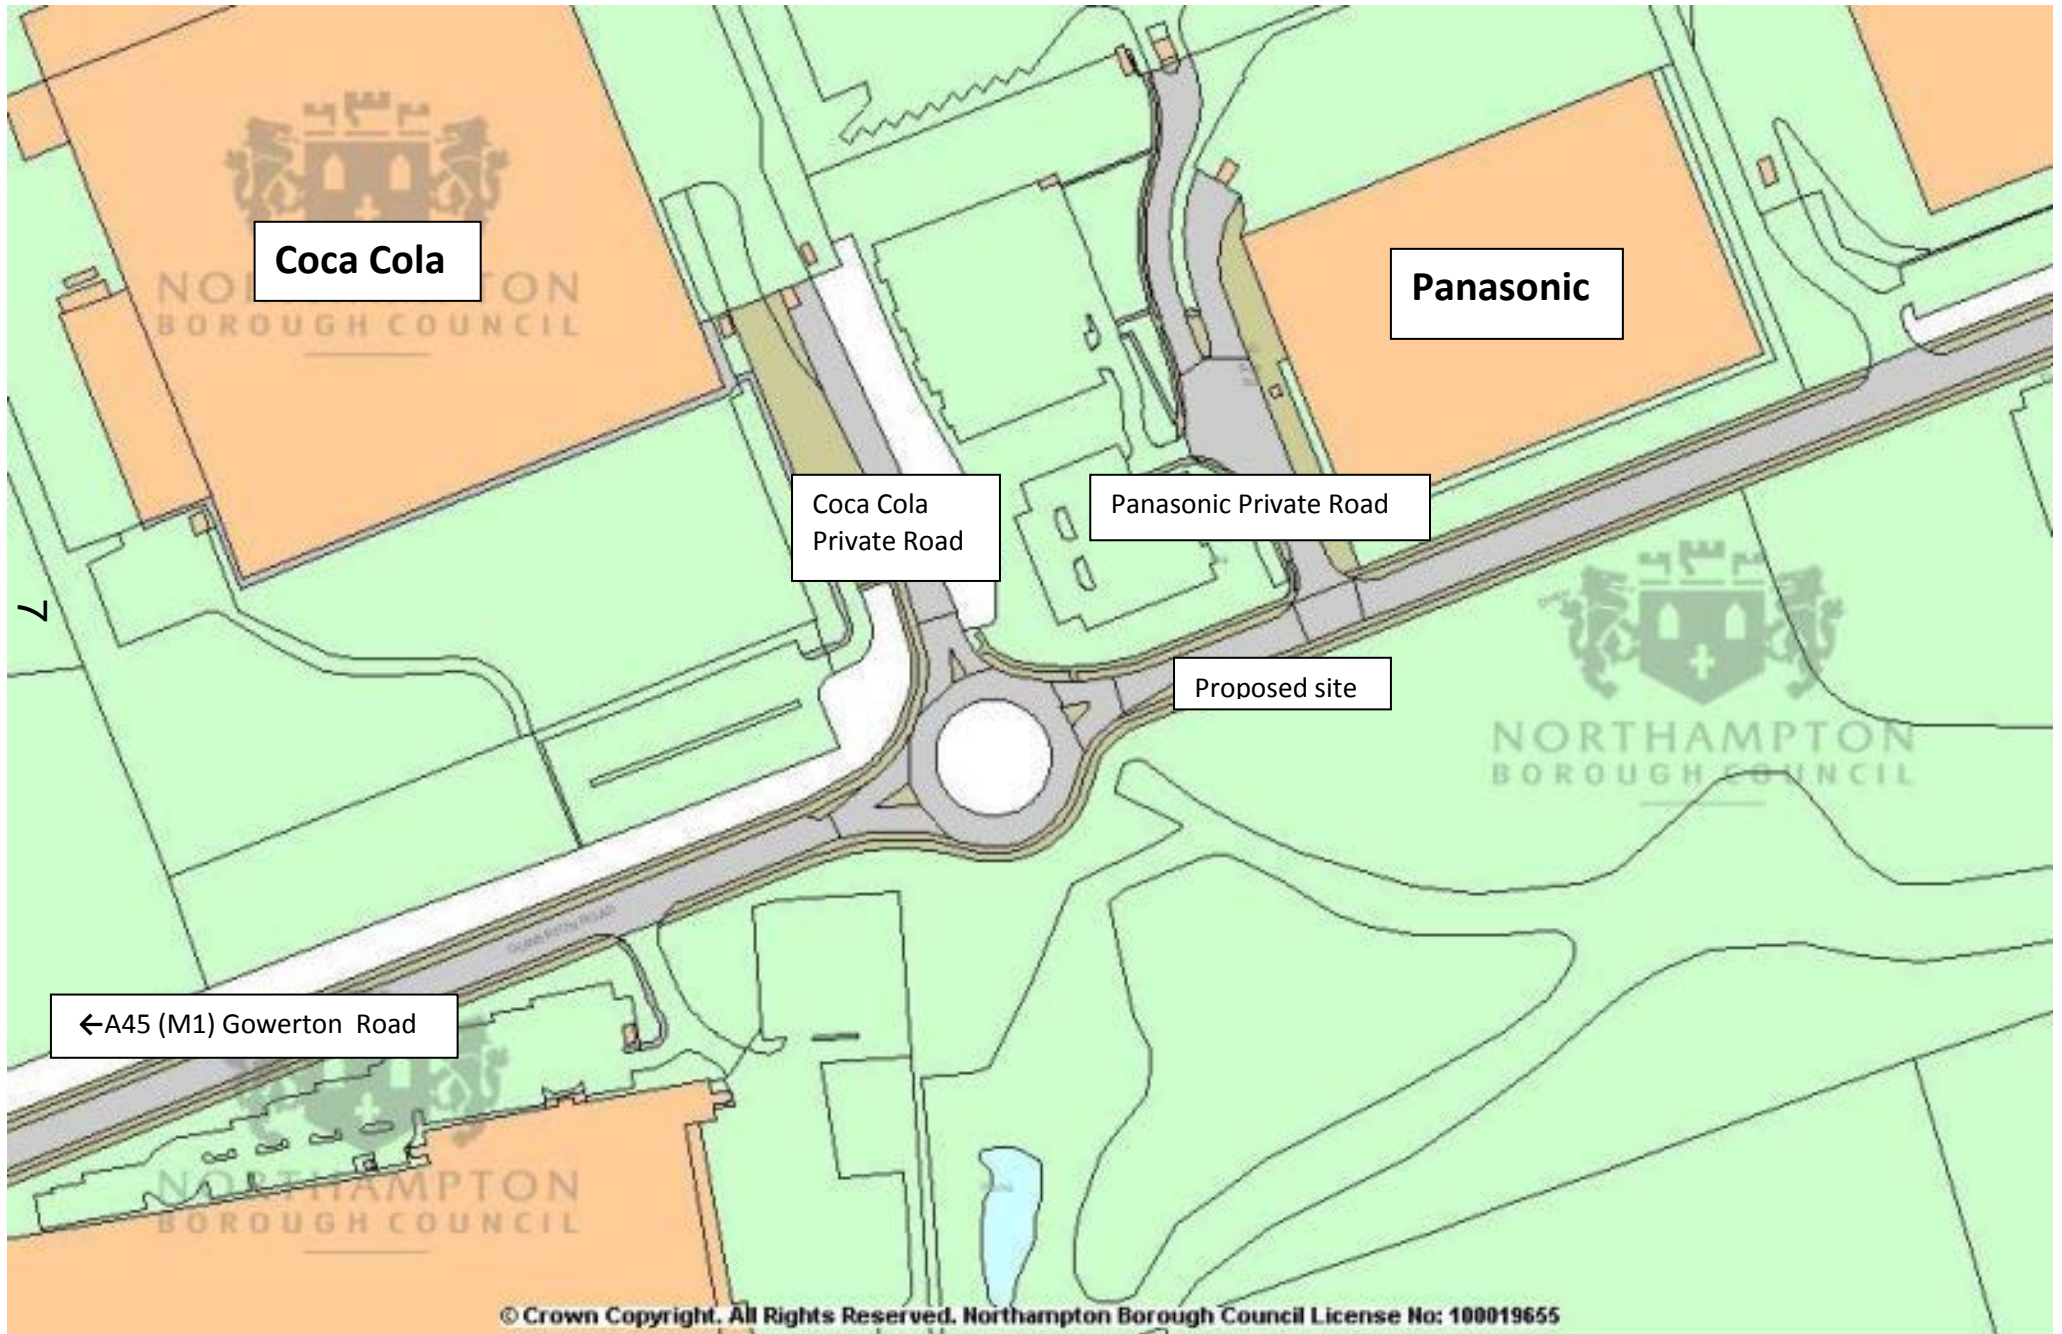 NORTHAMPTON
BOROUGH COUNCIL
Coca Cola
Panasonic
Coca Cola
Private Road
Panasonic Private Road
7
Proposed site
NORTHAMPTON
BOROUGH COUNCIL
←A45 (M1) Gowerton  Road
NORTHAMPTON
BOROUGH COUNCIL
© Crown Copyright. All Rights Reserved. Northampton Borough Council License No: 100019655